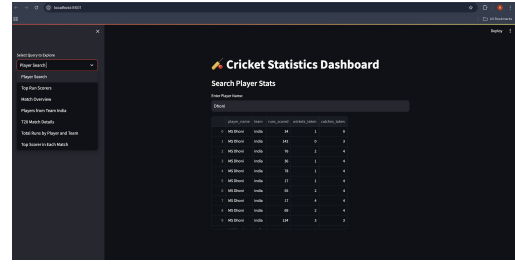 localhost:8501
All Bookmarks
Deploy
Select Query to Explore:
Player Search
Player Search
Top Run Scorers
Match Overview
Players from Team India
T20 Match Details
Total Runs by Player and Team
Top Scorer in Each Match
Cricket Statistics Dashboard
Search Player Stats
Enter Player Name:
Dhoni
player_name team runs_scored wickets_taken catches_taken
0 MS Dhoni India 34 1 0
1 MS Dhoni India 141 0 3
2 MS Dhoni India 76 2 4
3 MS Dhoni India 36 1 4
4 MS Dhoni India 78 1 4
5 MS Dhoni India 27 1 4
6 MS Dhoni India 2 4
7 MS Dhoni India 17 4 4
8 MS Dhoni India 2 4
9 MS Dhoni India 134 3